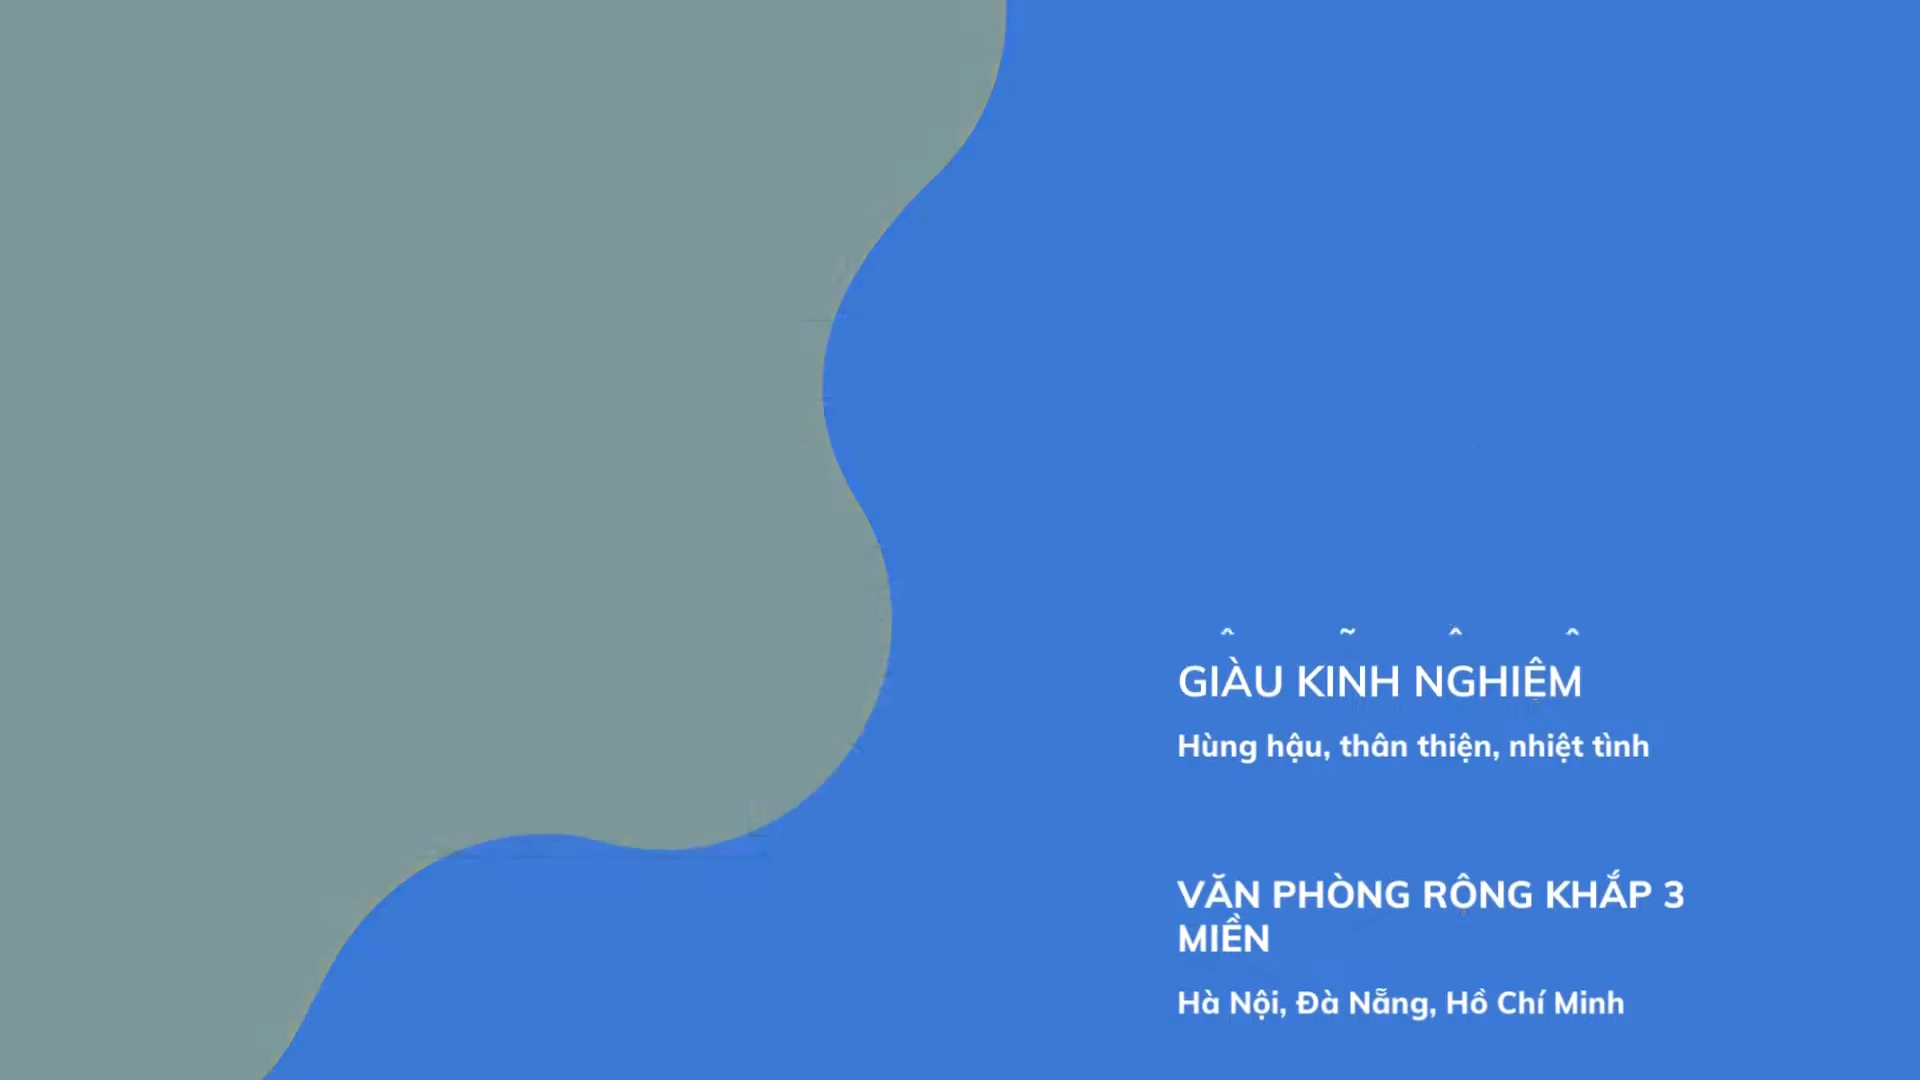 GIÀU KINH NGHIỆM
Hùng hậu, thân thiện, nhiệt tình
VĂN PHÒNG RỘNG KHẮP 3
MIỀN
Hà Nội, Đà Nẵng, Hồ Chí Minh